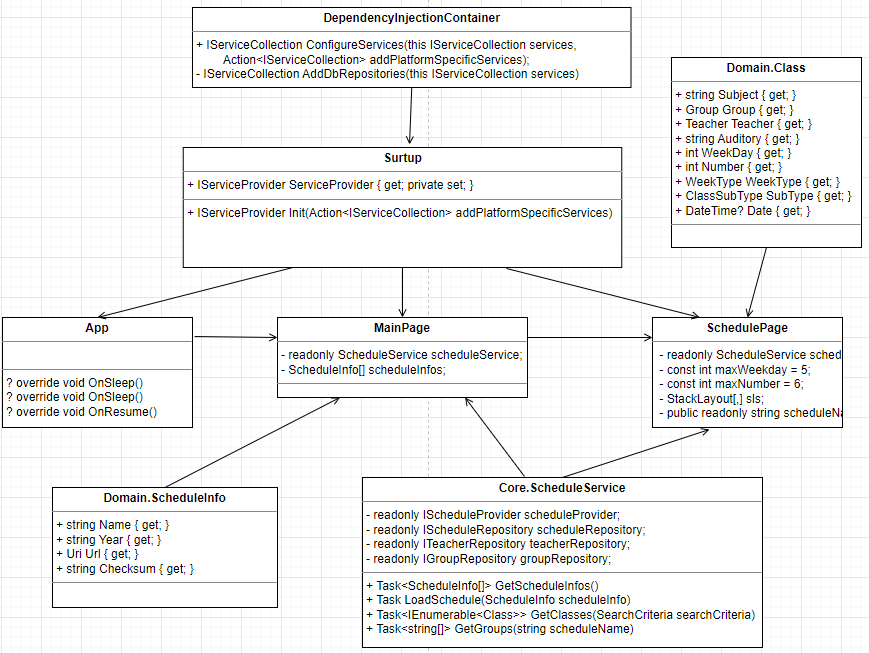 DependencyInjectionContainer
+ IServiceCollection ConfigureServices(this IServiceCollection services,
Action<IServiceCollection> addPlatformSpecificServices);
- IServiceCollection AddDbRepositories(this IServiceCollection services)
Domain.Class
+ string Subject { get; }
+ Group Group { get; }
+ Teacher Teacher { get; }
+ string Auditory { get; }
+ int WeekDay { get; }
+ int Number { get; }
+ WeekType WeekType { get; }
+ ClassSubType SubType { get; }
+ DateTime? Date { get; }
Surtup
+ IServiceProvider ServiceProvider { get; private set; }
+ IServiceProvider Init(Action<IServiceCollection> addPlatformSpecificServices)
App
? override void OnSleep()
? override void OnSleep()
? override void OnResume()
MainPage
- readonly ScheduleService scheduleService;
- ScheduleInfo[] scheduleInfos;
SchedulePage
- readonly ScheduleService sched
- const int maxWeekday = 5;
- const int maxNumber = 6;
- StackLayout[,] sls;
- public readonly string scheduleNa
Domain.ScheduleInfo
+ string Name { get; }
+ string Year { get; }
+ Uri Url { get; }
+ string Checksum { get; }
Core.ScheduleService
- readonly IScheduleProvider scheduleProvider;
- readonly IScheduleRepository scheduleRepository;
- readonly ITeacherRepository teacherRepository;
- readonly IGroupRepository groupRepository;
+ Task<ScheduleInfo[]> GetScheduleInfos()
+ Task LoadSchedule(ScheduleInfo scheduleInfo)
+ Task<IEnumerable<Class>> GetClasses(SearchCriteria searchCriteria)
+ Task<string[]> GetGroups(string scheduleName)